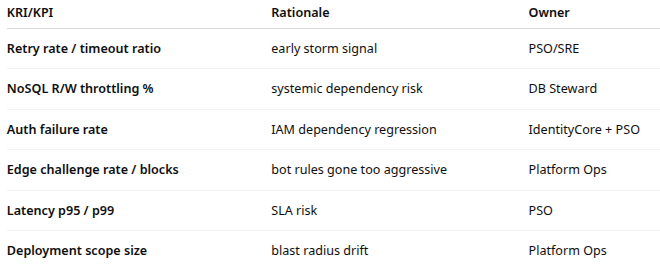 KRI/KPI Rationale Owner
Retry rate / timeout ratio early storm signal PSO/SRE
NoSQL R/W throttling % systemic dependency risk DB Steward
Auth failure rate IAM dependency regression IdentityCore + PSO
Edge challenge rate / blocks bot rules gone too aggressive Platform Ops
Latency p95 / p99 SLA risk PSO
Deployment scope size blast radius drift Platform Ops